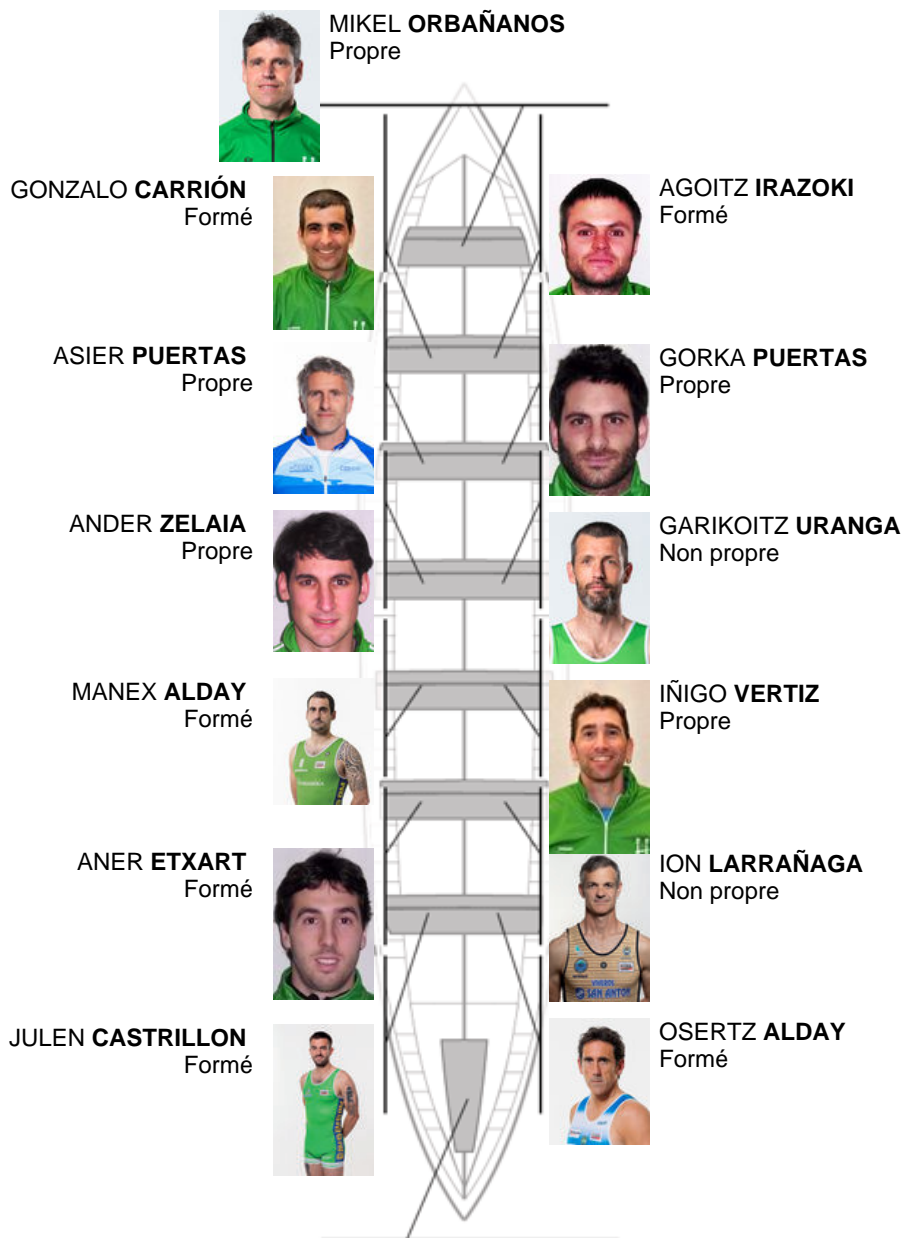 MIKEL ORBAÑANOS
Propre
GONZALO CARRIÓN
Formé
AGOITZ IRAZOKI
Formé
ASIER PUERTAS
Propre
GORKA PUERTAS
Propre
ANDER ZELAIA
Propre
GARIKOITZ URANGA
Non propre
MANEX ALDAY
Formé
IÑIGO VERTIZ
Propre
ANER ETXART
Formé
ION LARRAÑAGA
Non propre
SAN ANTON
JULEN CASTRILLON
Formé
OSERTZ ALDAY
Formé